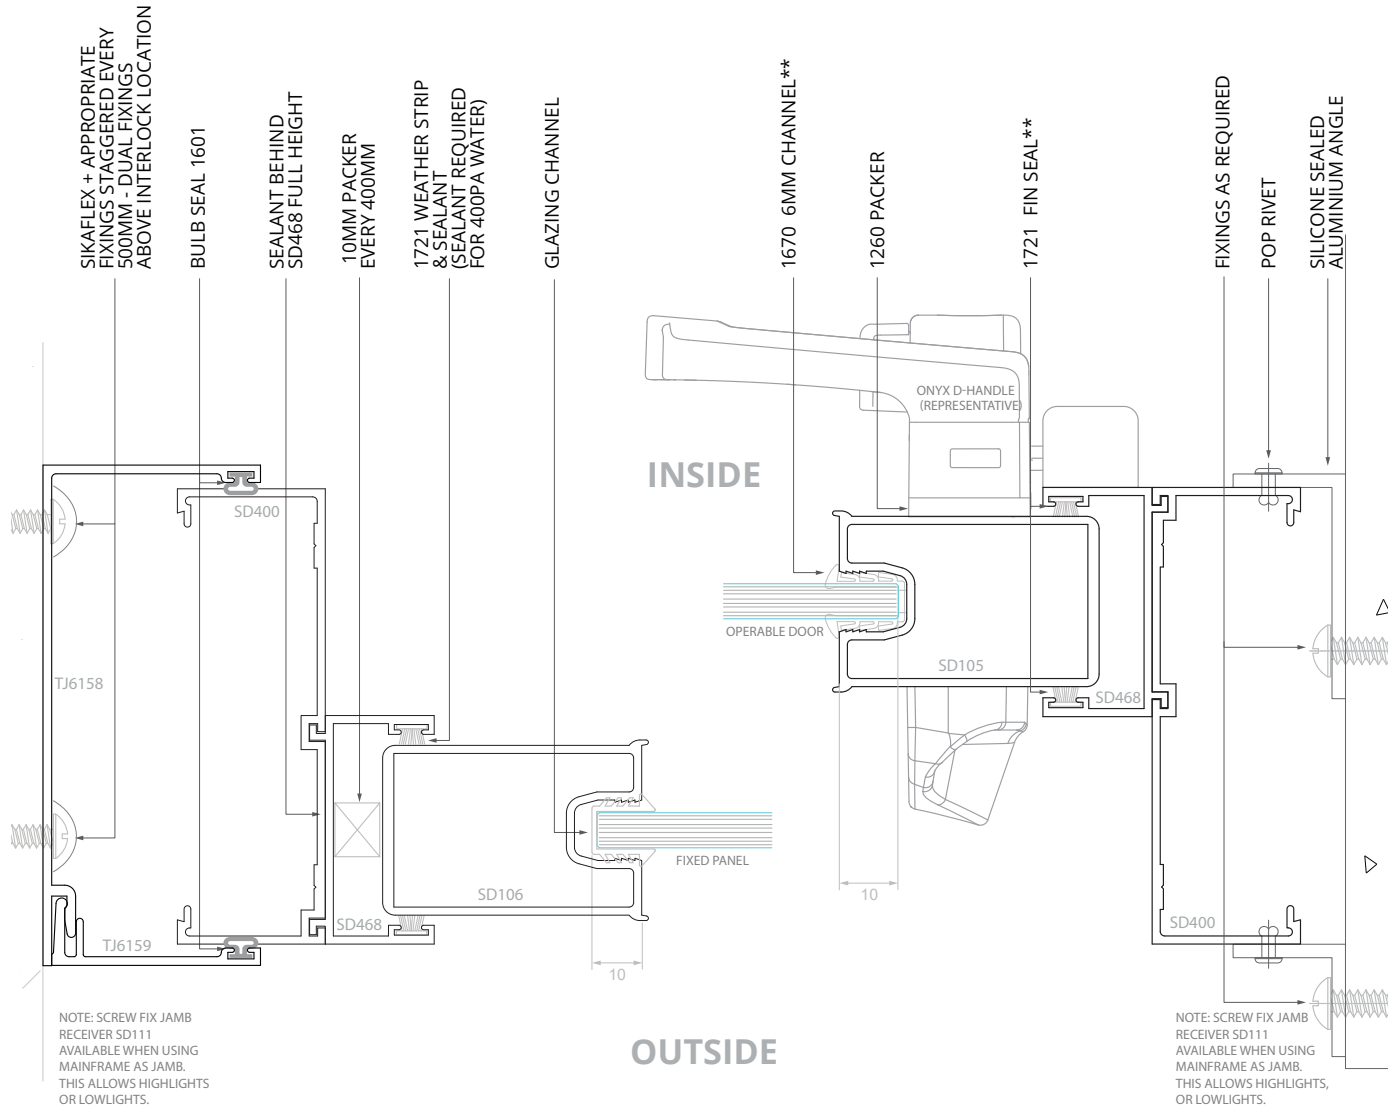 SIKAFLEX + APPROPRIATE
FIXINGS STAGGERED EVERY
500MM - DUAL FIXINGS
ABOVE INTERLOCK LOCATION
BULB SEAL 1601
SEALANT BEHIND
SD468 FULL HEIGHT
10MM PACKER
EVERY 400MM
1721 WEATHER STRIP
& SEALANT
(SEALANT REQUIRED
FOR 400PA WATER)
GLAZING CHANNEL
1670 6MM CHANNEL**
1260 PACKER
1721 FIN SEAL**
FIXINGS AS REQUIRED
POP RIVET
SILICONE SEALED
ALUMINIUM ANGLE
ONYX D-HANDLE
(REPRESENTATIVE)
INSIDE
SD400
OPERABLE DOOR
SD105
TJ6158
SD468
FIXED PANEL
SD106
10
SD468
SD400
TJ6159
10
NOTE: SCREW FIX JAMB
RECEIVER SD111
AVAILABLE WHEN USING
MAINFRAME AS JAMB.
THIS ALLOWS HIGHLIGHTS
OR LOWLIGHTS.
OUTSIDE
NOTE: SCREW FIX JAMB
RECEIVER SD111
AVAILABLE WHEN USING
MAINFRAME AS JAMB.
THIS ALLOWS HIGHLIGHTS,
OR LOWLIGHTS.